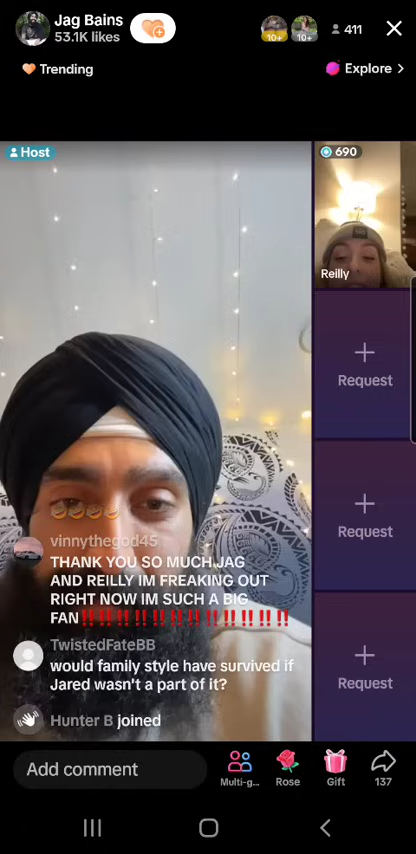 Jag Bains
53.1K likes
10+
10+
411
Trending
Explore >
Host
690
Reilly
Request
Request
Request
vinnythegod45
THANK YOU SO MUCH JAG
AND REILLY IM FREAKING OUT
RIGHT NOW IM SUCH A BIG
FAN‼️‼️‼️‼️‼️‼️‼️‼️‼️‼️‼️‼️
TwistedFateBB
would family style have survived if
Jared wasn't a part of it?
Hunter B joined
Add comment
Multi-g...
Rose
Gift
137